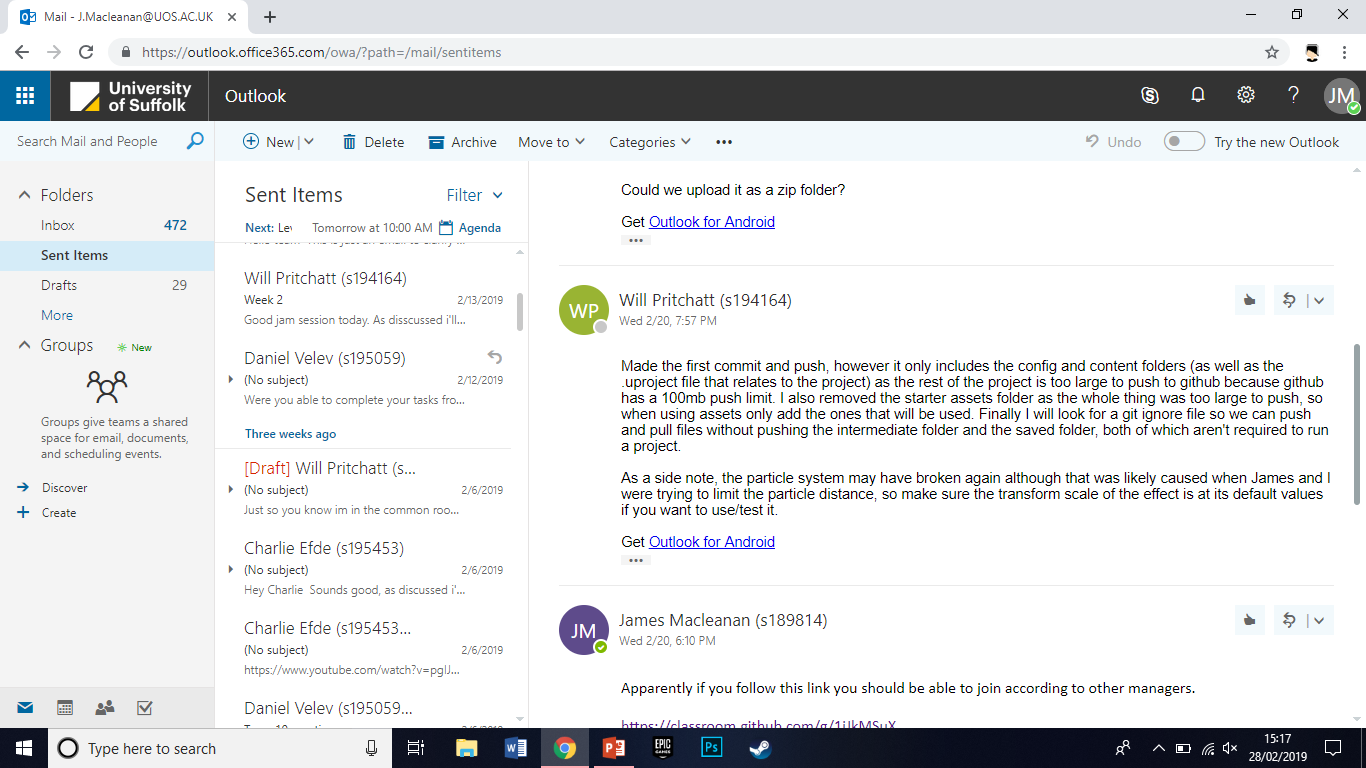 Mail - J.Macleanan@UOS.AC.UK
https://outlook.office365.com/owa/?path=/mail/sentitems
University
of Suffolk
Outlook
JM
Search Mail and People
New
Delete
Archive
Move to
Categories
Undo
Try the new Outlook
Folders
Inbox 472
Sent Items
Drafts 29
More
Groups New
Groups give teams a shared
space for email, documents,
and scheduling events.
Discover
Create
Sent Items
Filter
Next: Lev Tomorrow at 10:00 AM Agenda
Will Pritchatt (s194164)
Week 2 2/13/2019
Good jam session today. As disscused i'll...
Daniel Velev (s195059)
(No subject) 2/12/2019
Were you able to complete your tasks fro...
Three weeks ago
[Draft] Will Pritchatt (s...
(No subject) 2/6/2019
Just so you know im in the common roo...
Charlie Efde (s195453)
(No subject) 2/6/2019
Hey Charlie Sounds good, as discussed i'...
Charlie Efde (s195453...
(No subject) 2/6/2019
https://www.youtube.com/watch?v=pglJ...
Daniel Velev (s195059...
Could we upload it as a zip folder?
Get Outlook for Android
WP
Will Pritchatt (s194164)
Wed 2/20, 7:57 PM
Made the first commit and push, however it only includes the config and content folders (as well as the
.uproject file that relates to the project) as the rest of the project is too large to push to github because github
has a 100mb push limit. I also removed the starter assets folder as the whole thing was too large to push, so
when using assets only add the ones that will be used. Finally I will look for a git ignore file so we can push
and pull files without pushing the intermediate folder and the saved folder, both of which aren't required to run
a project.
As a side note, the particle system may have broken again although that was likely caused when James and I
were trying to limit the particle distance, so make sure the transform scale of the effect is at its default values
if you want to use/test it.
Get Outlook for Android
JM
James Macleanan (s189814)
Wed 2/20, 6:10 PM
Apparently if you follow this link you should be able to join according to other managers.
Type here to search
EPIC
GAMES
Ps
15:17
28/02/2019